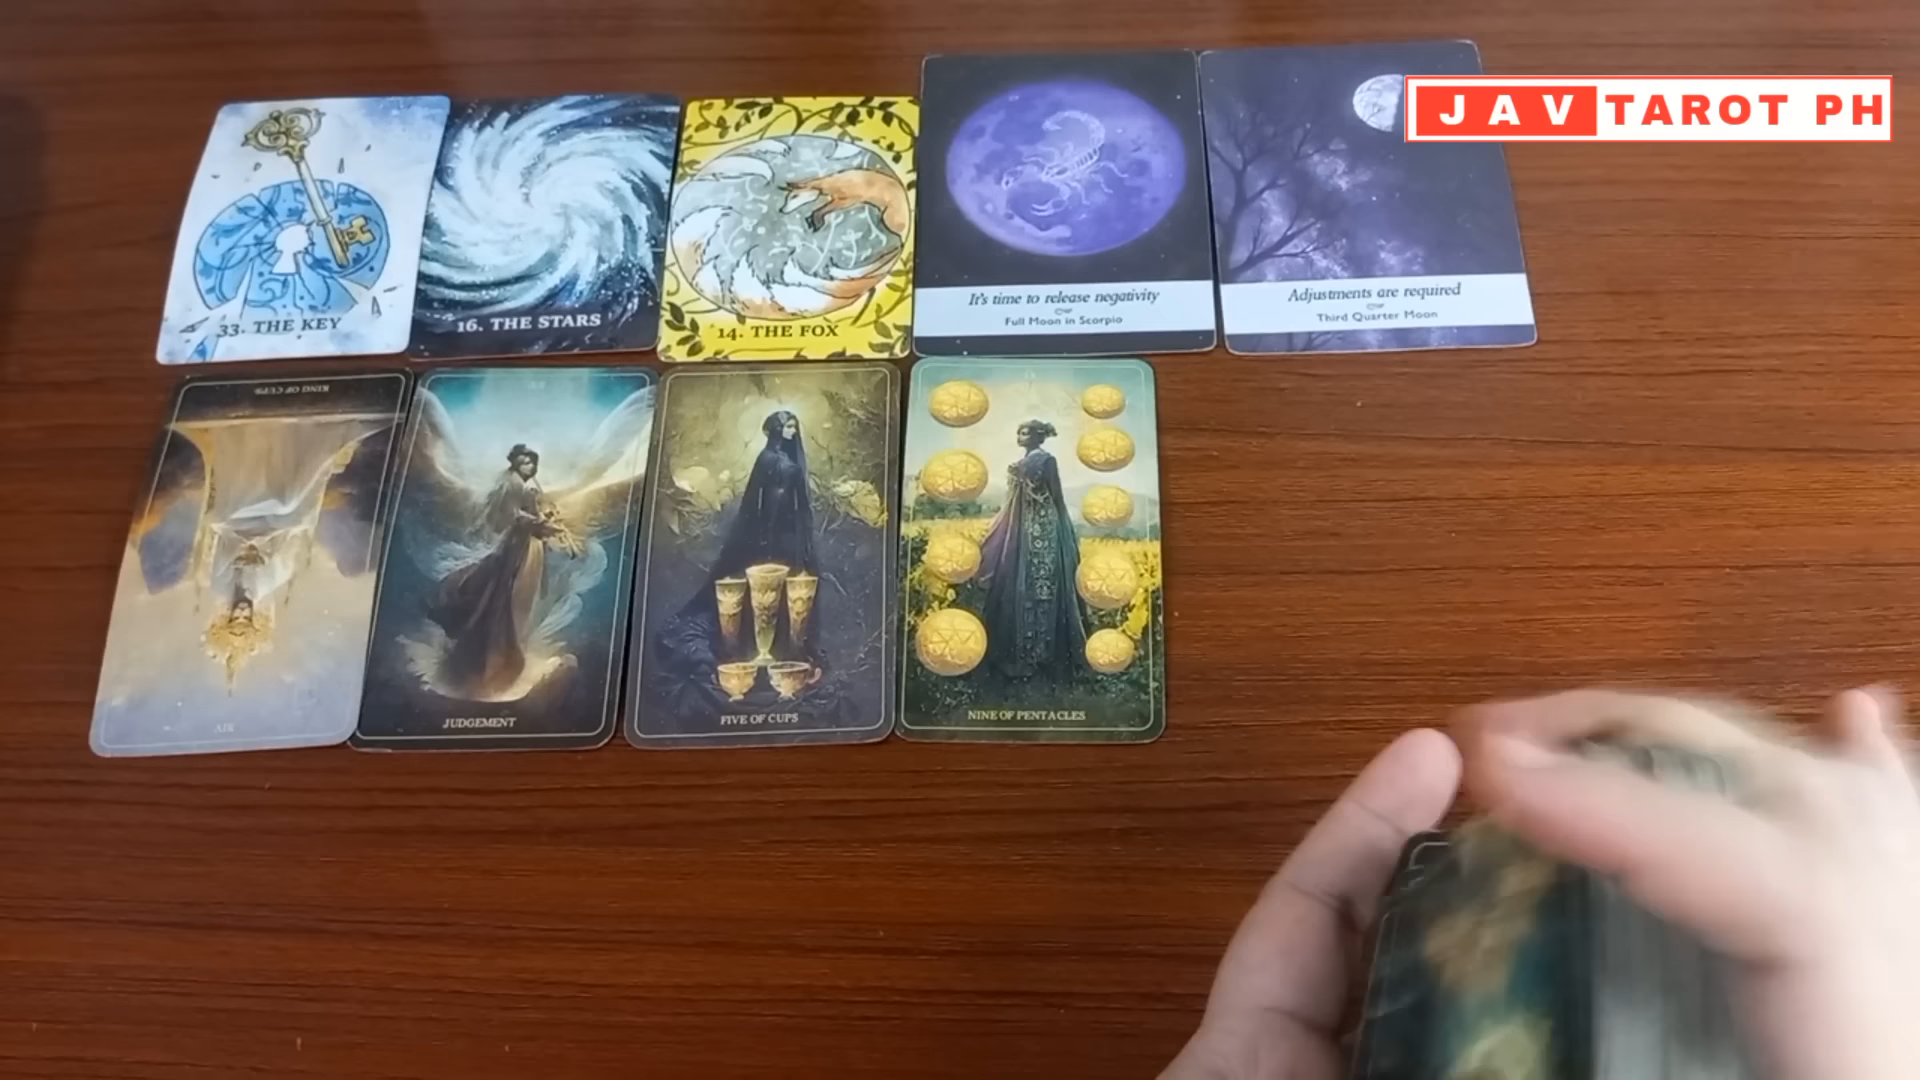 JAV TAROT PH
33. THE KEY
16. THE STARS
14. THE FOX
It's time to release negativity
Full Moon in Scorpio
Adjustments are required
Third Quarter Moon
KING OF CUPS
AIR
JUDGEMENT
FIVE OF CUPS
NINE OF PENTACLES